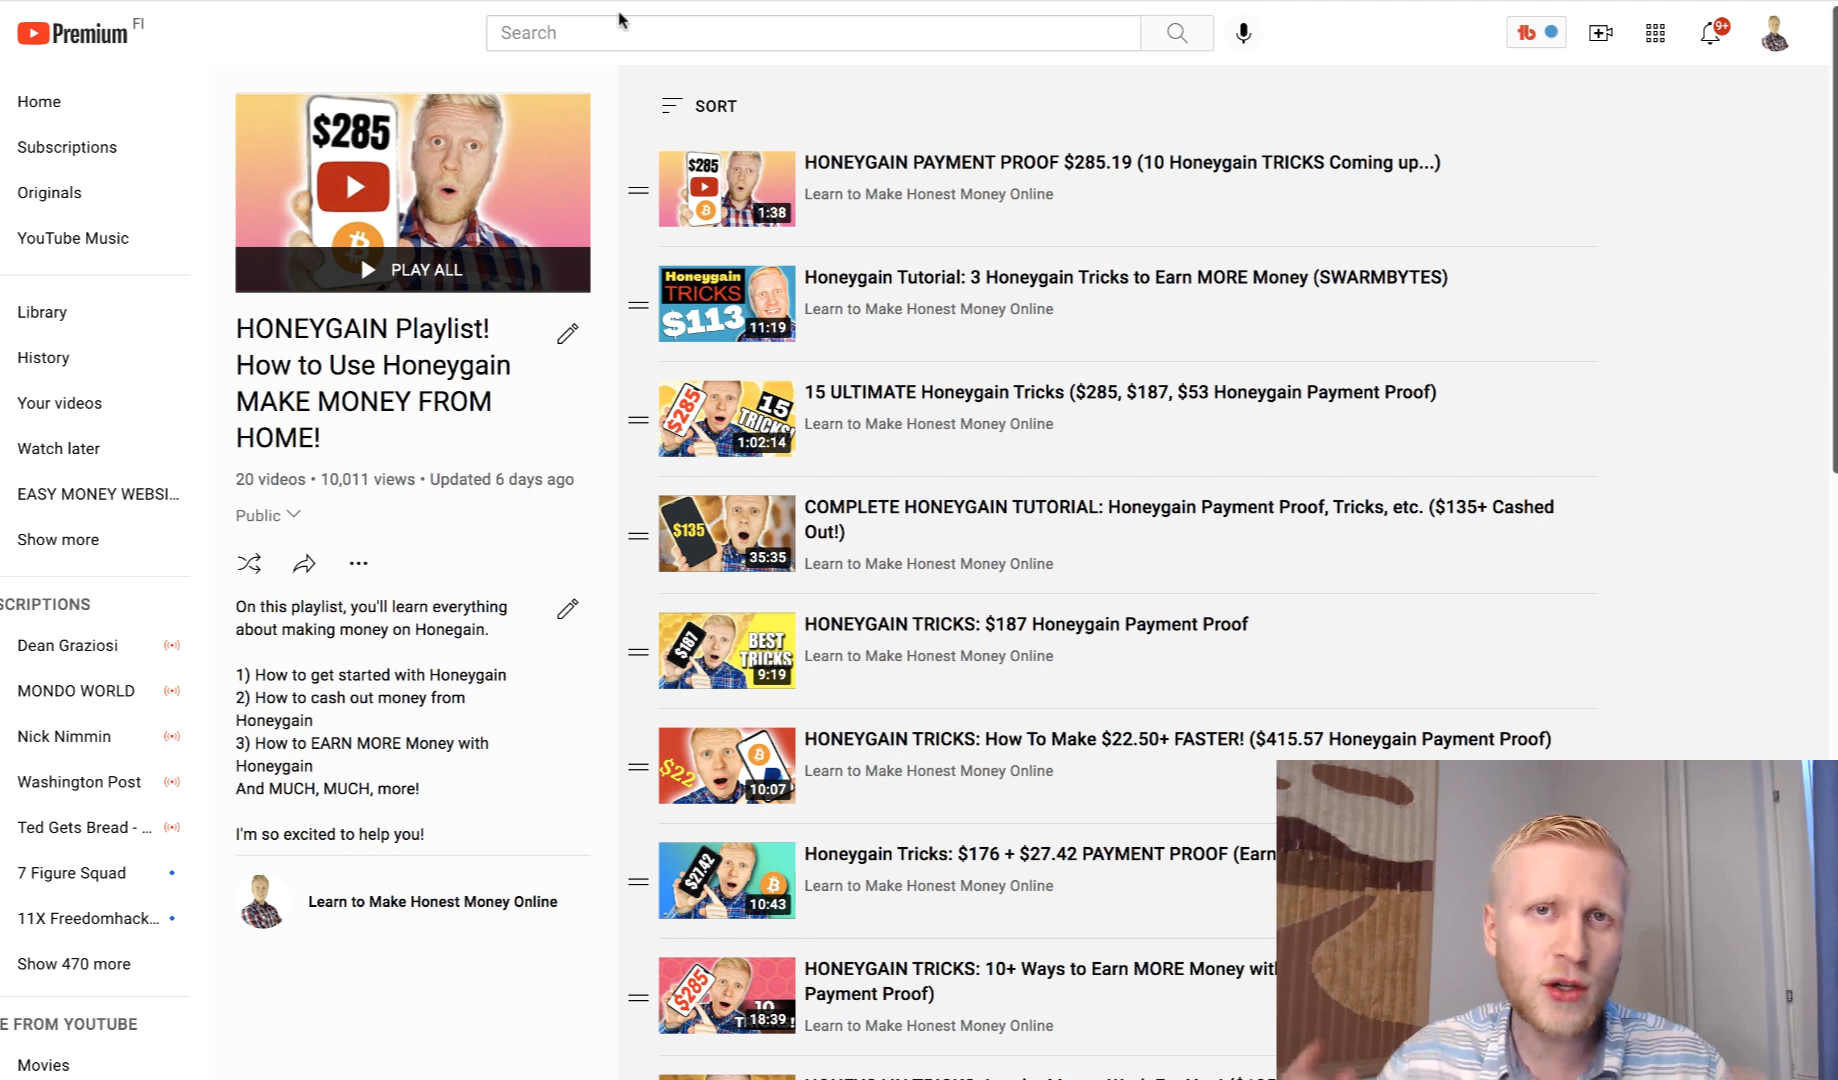 Premium FI
Search
9+
Home
Subscriptions
Originals
YouTube Music
Library
History
Your videos
Watch later
EASY MONEY WEBSI...
Show more
SCRIPTIONS
Dean Graziosi
MONDO WORLD
Nick Nimmin
Washington Post
Ted Gets Bread - ...
7 Figure Squad
11X Freedomhack...
Show 470 more
E FROM YOUTUBE
Movies
$285
PLAY ALL
HONEYGAIN Playlist!
How to Use Honeygain
MAKE MONEY FROM
HOME!
20 videos • 10,011 views • Updated 6 days ago
Public
On this playlist, you'll learn everything
about making money on Honegain.
1) How to get started with Honeygain
2) How to cash out money from
Honeygain
3) How to EARN MORE Money with
Honeygain
And MUCH, MUCH, more!
I'm so excited to help you!
Learn to Make Honest Money Online
SORT
$285
1:38
HONEYGAIN PAYMENT PROOF $285.19 (10 Honeygain TRICKS Coming up...)
Learn to Make Honest Money Online
Honeygain
TRICKS
$113
11:19
Honeygain Tutorial: 3 Honeygain Tricks to Earn MORE Money (SWARMBYTES)
Learn to Make Honest Money Online
$285
15
TRICKS!
1:02:14
15 ULTIMATE Honeygain Tricks ($285, $187, $53 Honeygain Payment Proof)
Learn to Make Honest Money Online
$135
35:35
COMPLETE HONEYGAIN TUTORIAL: Honeygain Payment Proof, Tricks, etc. ($135+ Cashed
Out!)
Learn to Make Honest Money Online
$187
BEST
TRICKS
9:19
HONEYGAIN TRICKS: $187 Honeygain Payment Proof
Learn to Make Honest Money Online
$22
10:07
HONEYGAIN TRICKS: How To Make $22.50+ FASTER! ($415.57 Honeygain Payment Proof)
Learn to Make Honest Money Online
$27.42
10:43
Honeygain Tricks: $176 + $27.42 PAYMENT PROOF (Earn
Learn to Make Honest Money Online
$285
10
18:39
HONEYGAIN TRICKS: 10+ Ways to Earn MORE Money wit
Payment Proof)
Learn to Make Honest Money Online